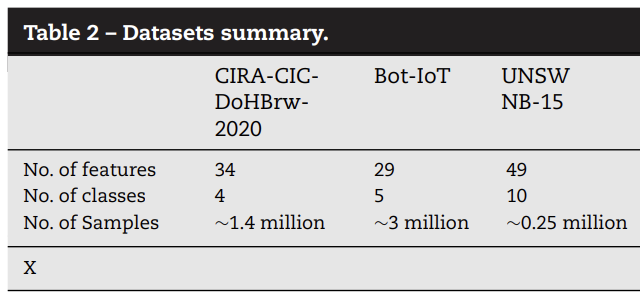 Table 2 – Datasets summary.
CIRA-CIC-DoHBrw-2020 Bot-IoT UNSW NB-15
No. of features 34 29 49
No. of classes 4 5 10
No. of Samples ~1.4 million ~3 million ~0.25 million
X